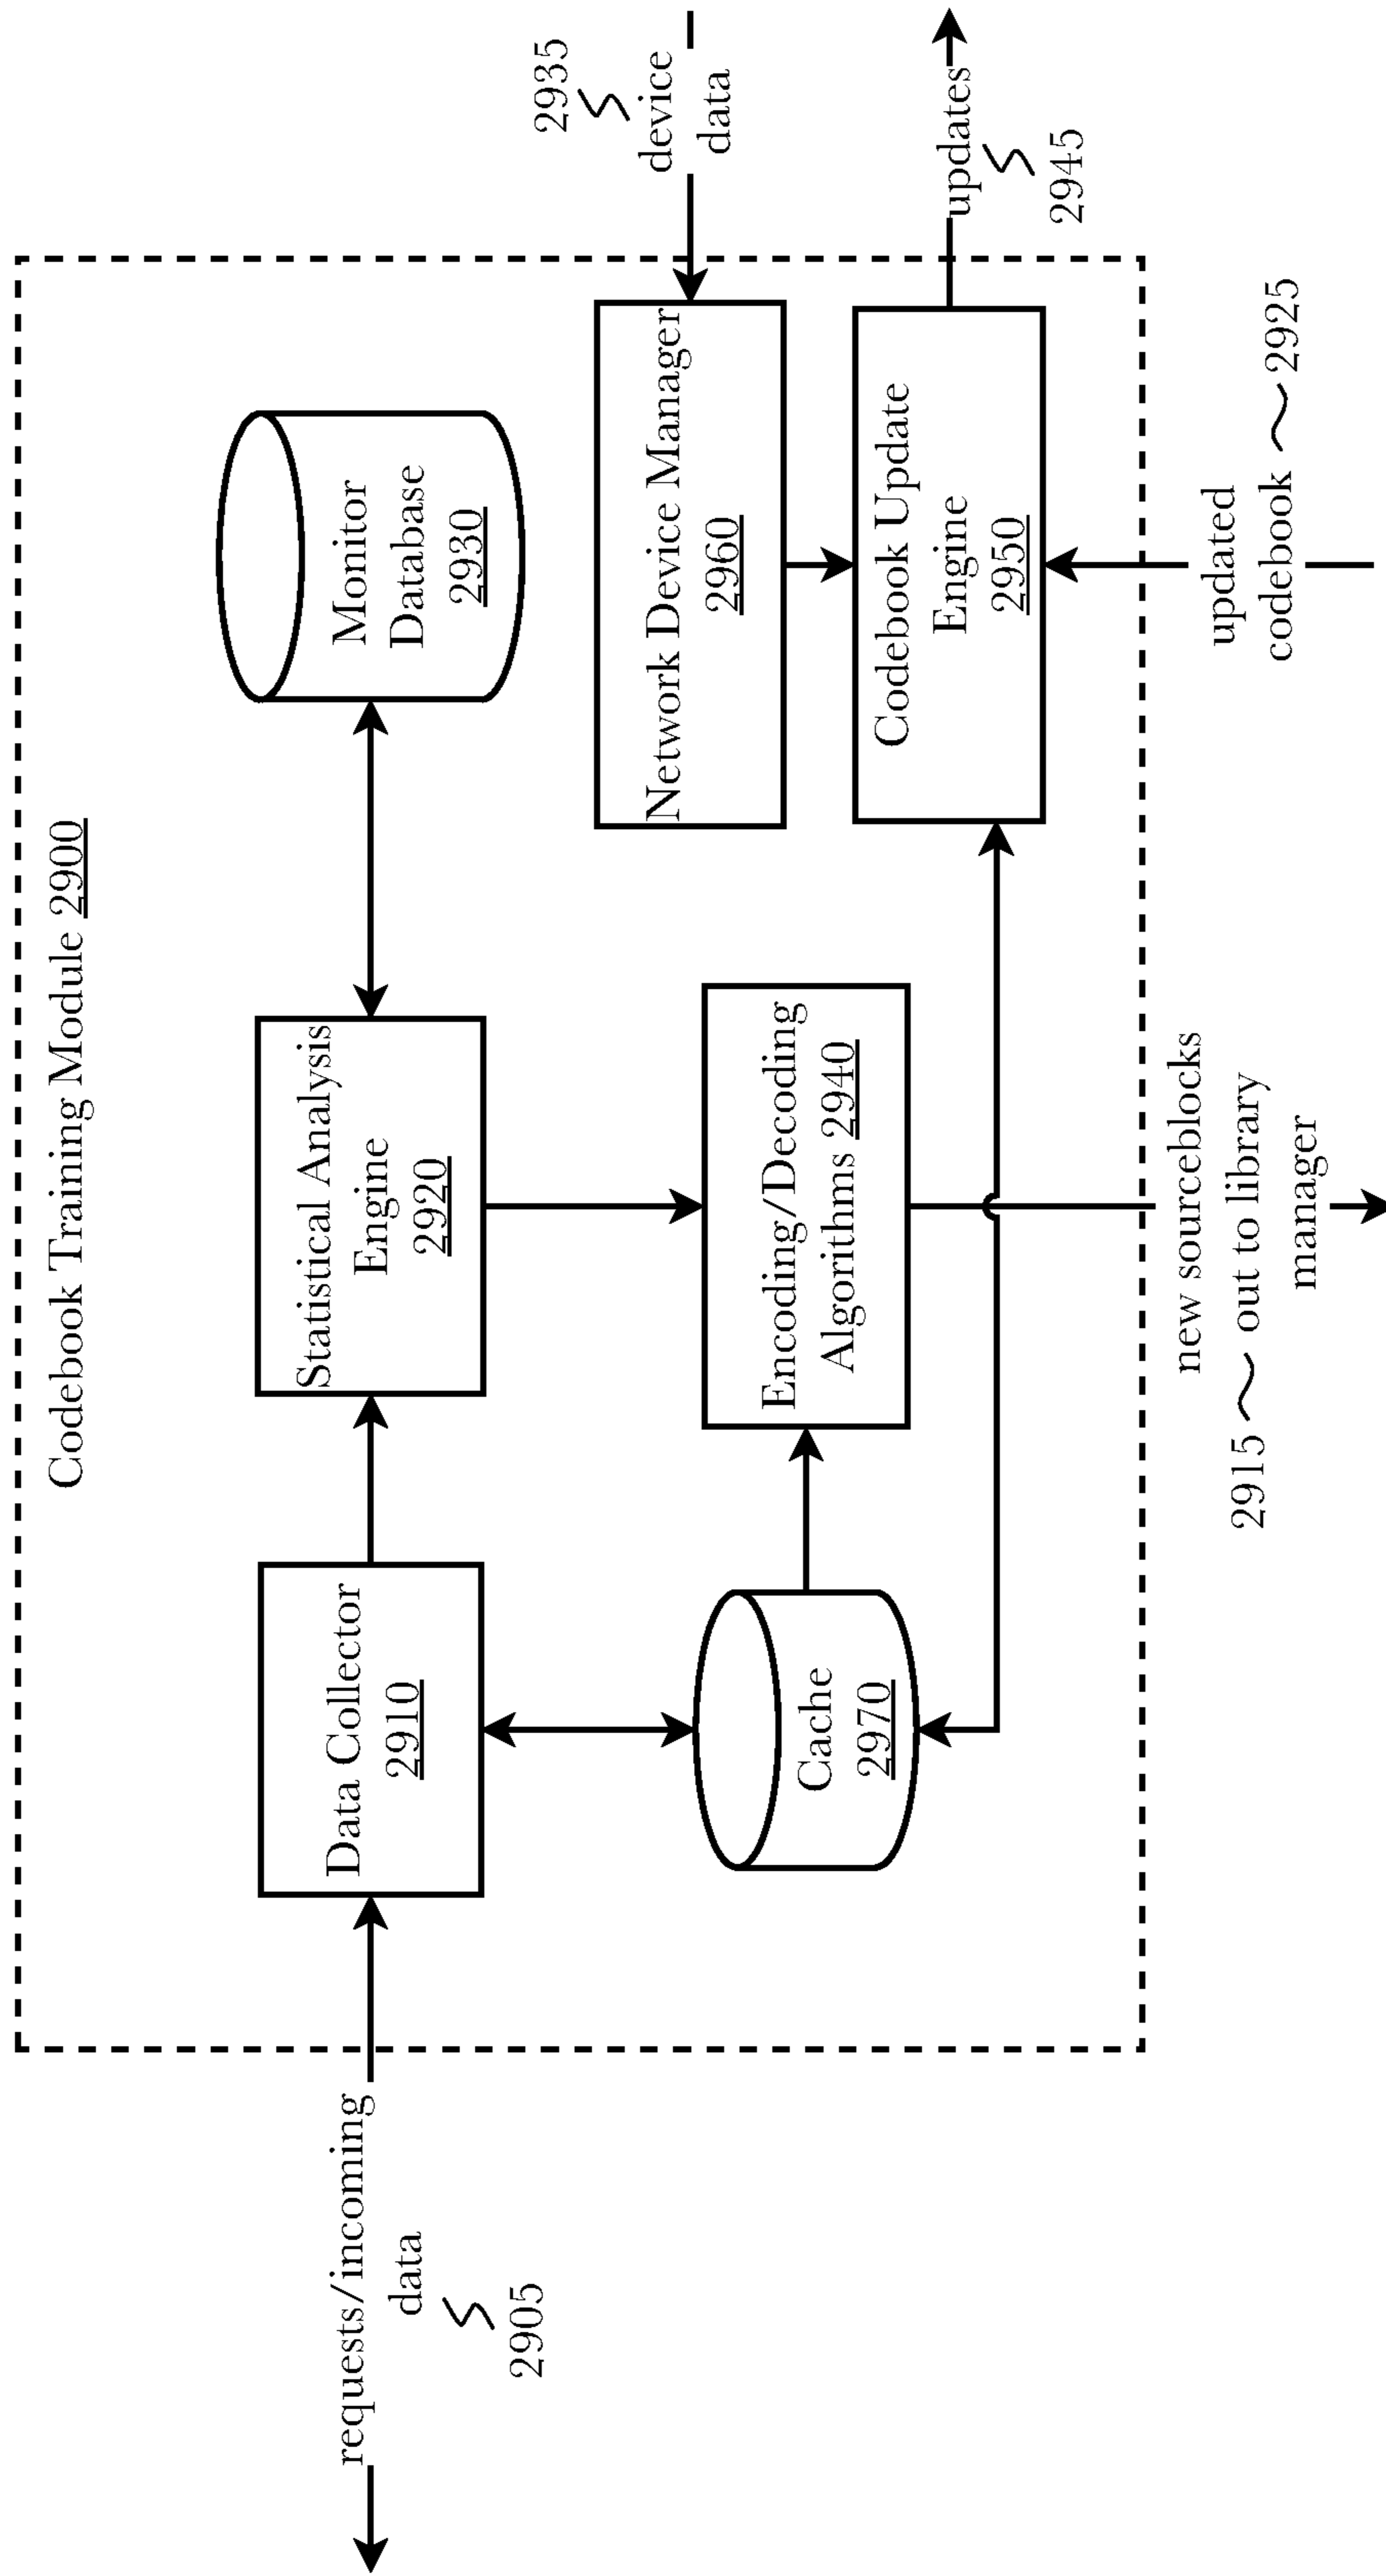 Codebook Training Module 2900
requests/incoming
data
2905
Data Collector
2910
Statistical Analysis
Engine
2920
Monitor
Database
2930
Cache
2970
Encoding/Decoding
Algorithms 2940
Network Device Manager
2960
2935
device
data
Codebook Update
Engine
2950
updates
2945
new sourceblocks
2915 out to library
manager
updated
codebook 2925